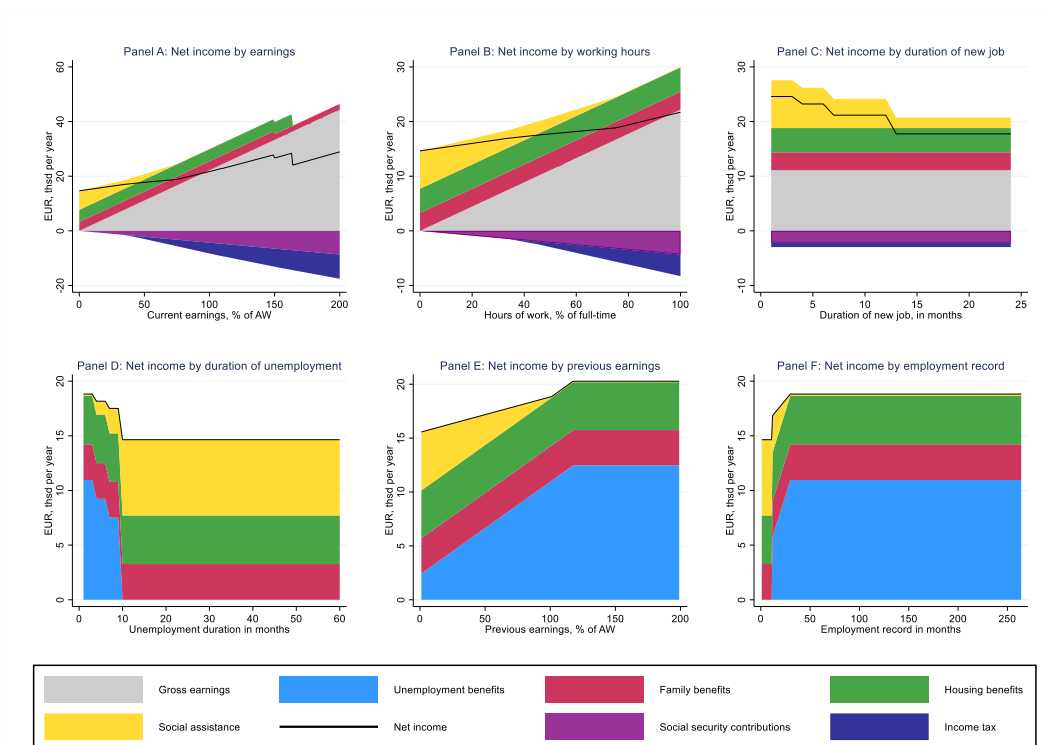 Panel A: Net income by earnings
Panel B: Net income by working hours
Panel C: Net income by duration of new job
EUR, thsd per year
60
40
20
0
-20
0 50 100 150 200
Current earnings, % of AW
EUR, thsd per year
30
20
10
0
-10
0 20 40 60 80 100
Hours of work, % of full-time
EUR, thsd per year
30
20
10
0
-10
0 5 10 15 20 25
Duration of new job, in months
Panel D: Net income by duration of unemployment
Panel E: Net income by previous earnings
Panel F: Net income by employment record
EUR, thsd per year
20
15
10
5
0
0 10 20 30 40 50 60
Unemployment duration in months
EUR, thsd per year
20
15
10
5
0
0 50 100 150 200
Previous earnings, % of AW
EUR, thsd per year
20
15
10
5
0
0 50 100 150 200 250
Employment record in months
Gross earnings
Unemployment benefits
Family benefits
Housing benefits
Social assistance
Net income
Social security contributions
Income tax